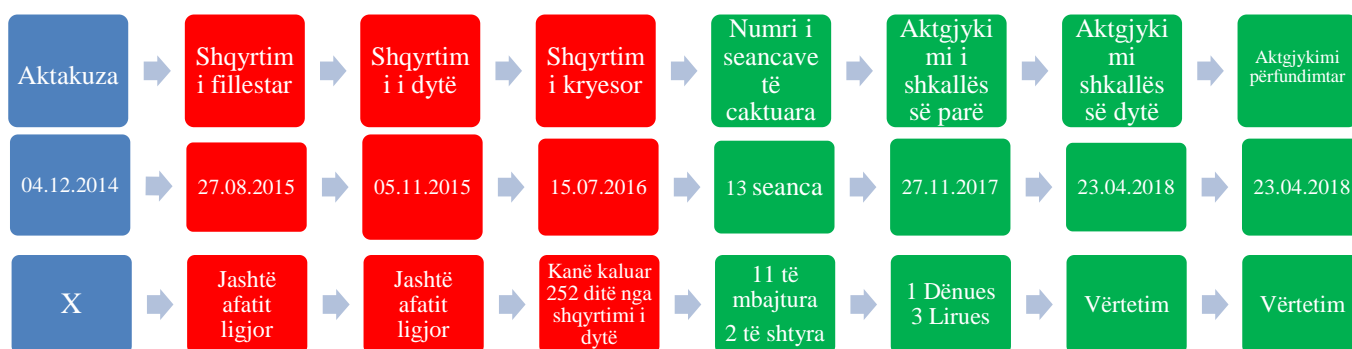 Aktakuza
Shqyrtim
i fillestar
Shqyrtim
i i dytë
Shqyrtim
i kryesor
Numri i
seancave
të
caktuara
Aktgjyki
mi i
shkallës
së parë
Aktgjyki
mi
shkallës
së dytë
Aktgjykimi
përfundimtar
04.12.2014
27.08.2015
05.11.2015
15.07.2016
13 seanca
27.11.2017
23.04.2018
23.04.2018
X
Jashtë
afatit
ligjor
Jashtë
afatit
ligjor
Kanë kaluar
252 ditë nga
shqyrtimi i
dytë
11 të
mbajtura
2 të shtyra
1 Dënues
3 Lirues
Vërtetim
Vërtetim